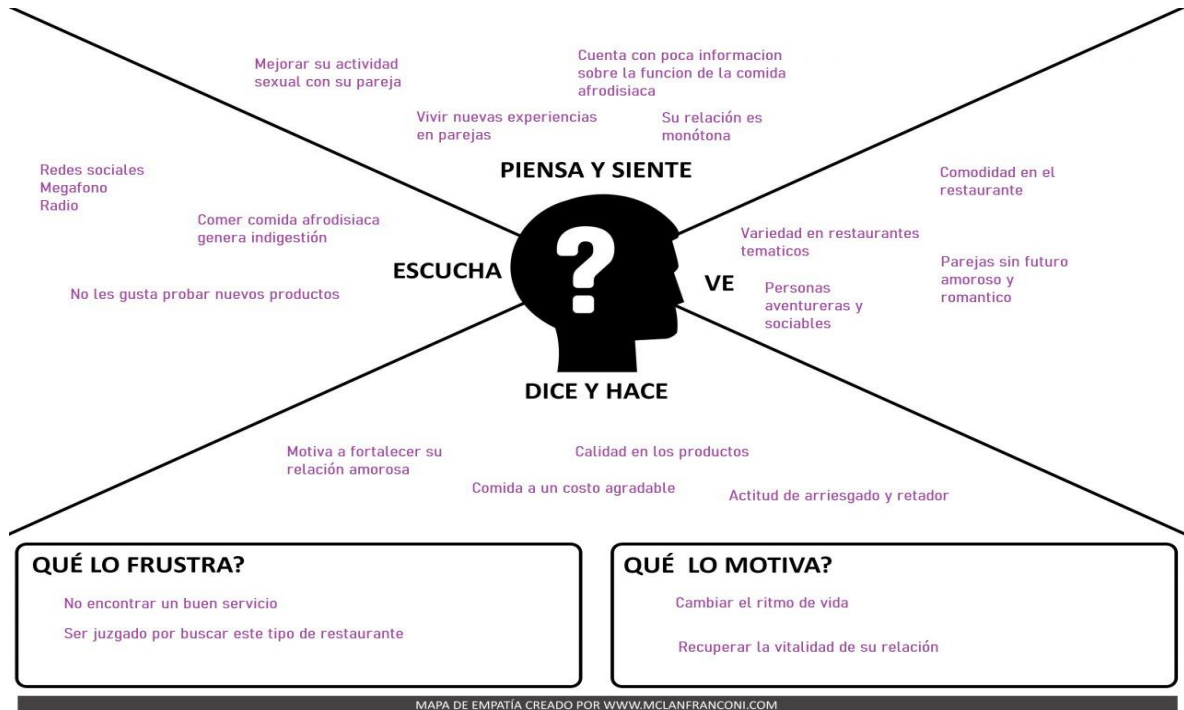 Mejorar su actividad
sexual con su pareja
Cuenta con poca informacion
sobre la funcion de la comida
afrodisiaca
Vivir nuevas experiencias
en parejas
Su relación es
monótona
PIENSA Y SIENTE
Redes sociales
Megafono
Radio
Comer comida afrodisiaca
genera indigestión
ESCUCHA
No les gusta probar nuevos productos
?
Comodidad en el
restaurante
Variedad en restaurantes
tematicos
VE
Parejas sin futuro
amoroso y
romantico
Personas
aventureras y
sociables
DICE Y HACE
Motiva a fortalecer su
relación amorosa
Calidad en los productos
Comida a un costo agradable
Actitud de arriesgado y retador
QUÉ LO FRUSTRA?
No encontrar un buen servicio
Ser juzgado por buscar este tipo de restaurante
QUÉ LO MOTIVA?
Cambiar el ritmo de vida
Recuperar la vitalidad de su relación
MAPA DE EMPATÍA CREADO POR WWW.MCLANFRANCONI.COM